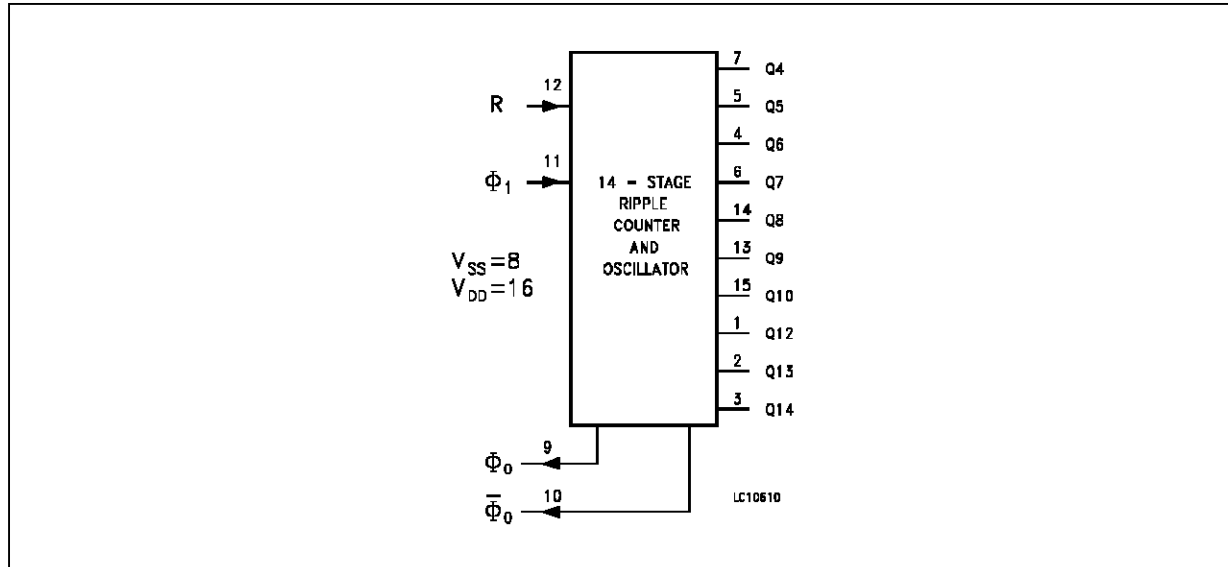 7 Q4
12
R
5 Q5
4 Q6
11
Φ1
6 Q7
14 - STAGE
RIPPLE
COUNTER
AND
OSCILLATOR
14 Q8
13 Q9
VSS=8
VDD=16
15 Q10
1 Q12
2 Q13
3 Q14
9
Φ0
10
Φ̅0
LC10610